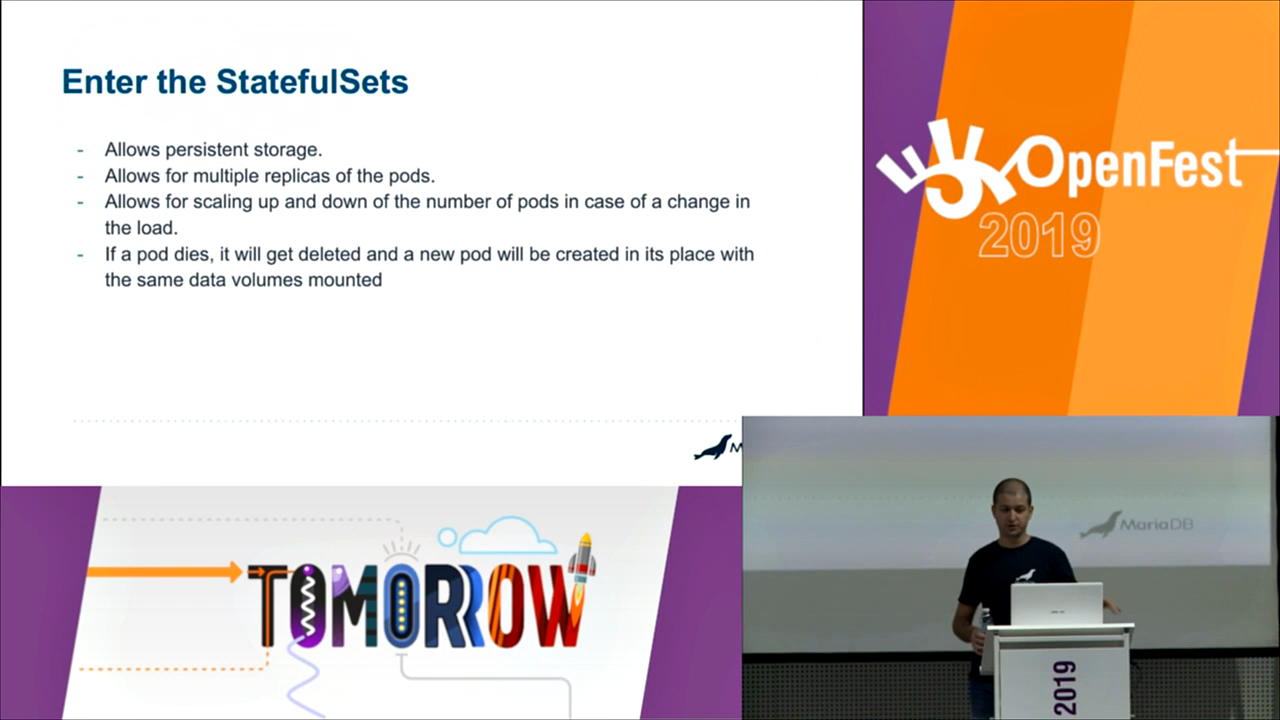 Enter the StatefulSets
- Allows persistent storage.
- Allows for multiple replicas of the pods.
- Allows for scaling up and down of the number of pods in case of a change in
the load.
- If a pod dies, it will get deleted and a new pod will be created in its place with
the same data volumes mounted
OpenFest
2019
TOMORROW
MariaDB
2019